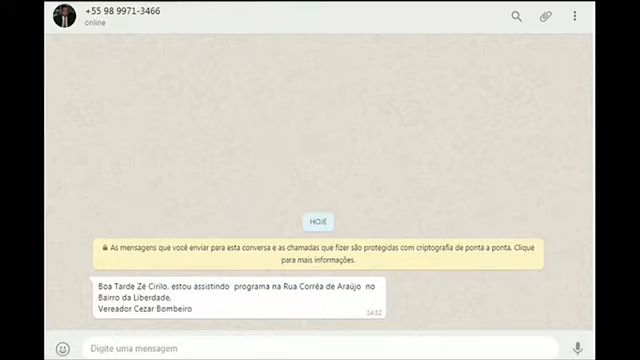 +55 98 9971-3466
online
HOJE
As mensagens que você enviar para esta conversa e as chamadas que fizer são protegidas com criptografia de ponta a ponta. Clique
para mais informações.
Boa Tarde Zé Cirilo, estou assistindo programa na Rua Corrêa de Araújo no
Bairro da Liberdade.
Vereador Cezar Bombeiro
14:32
Digite uma mensagem